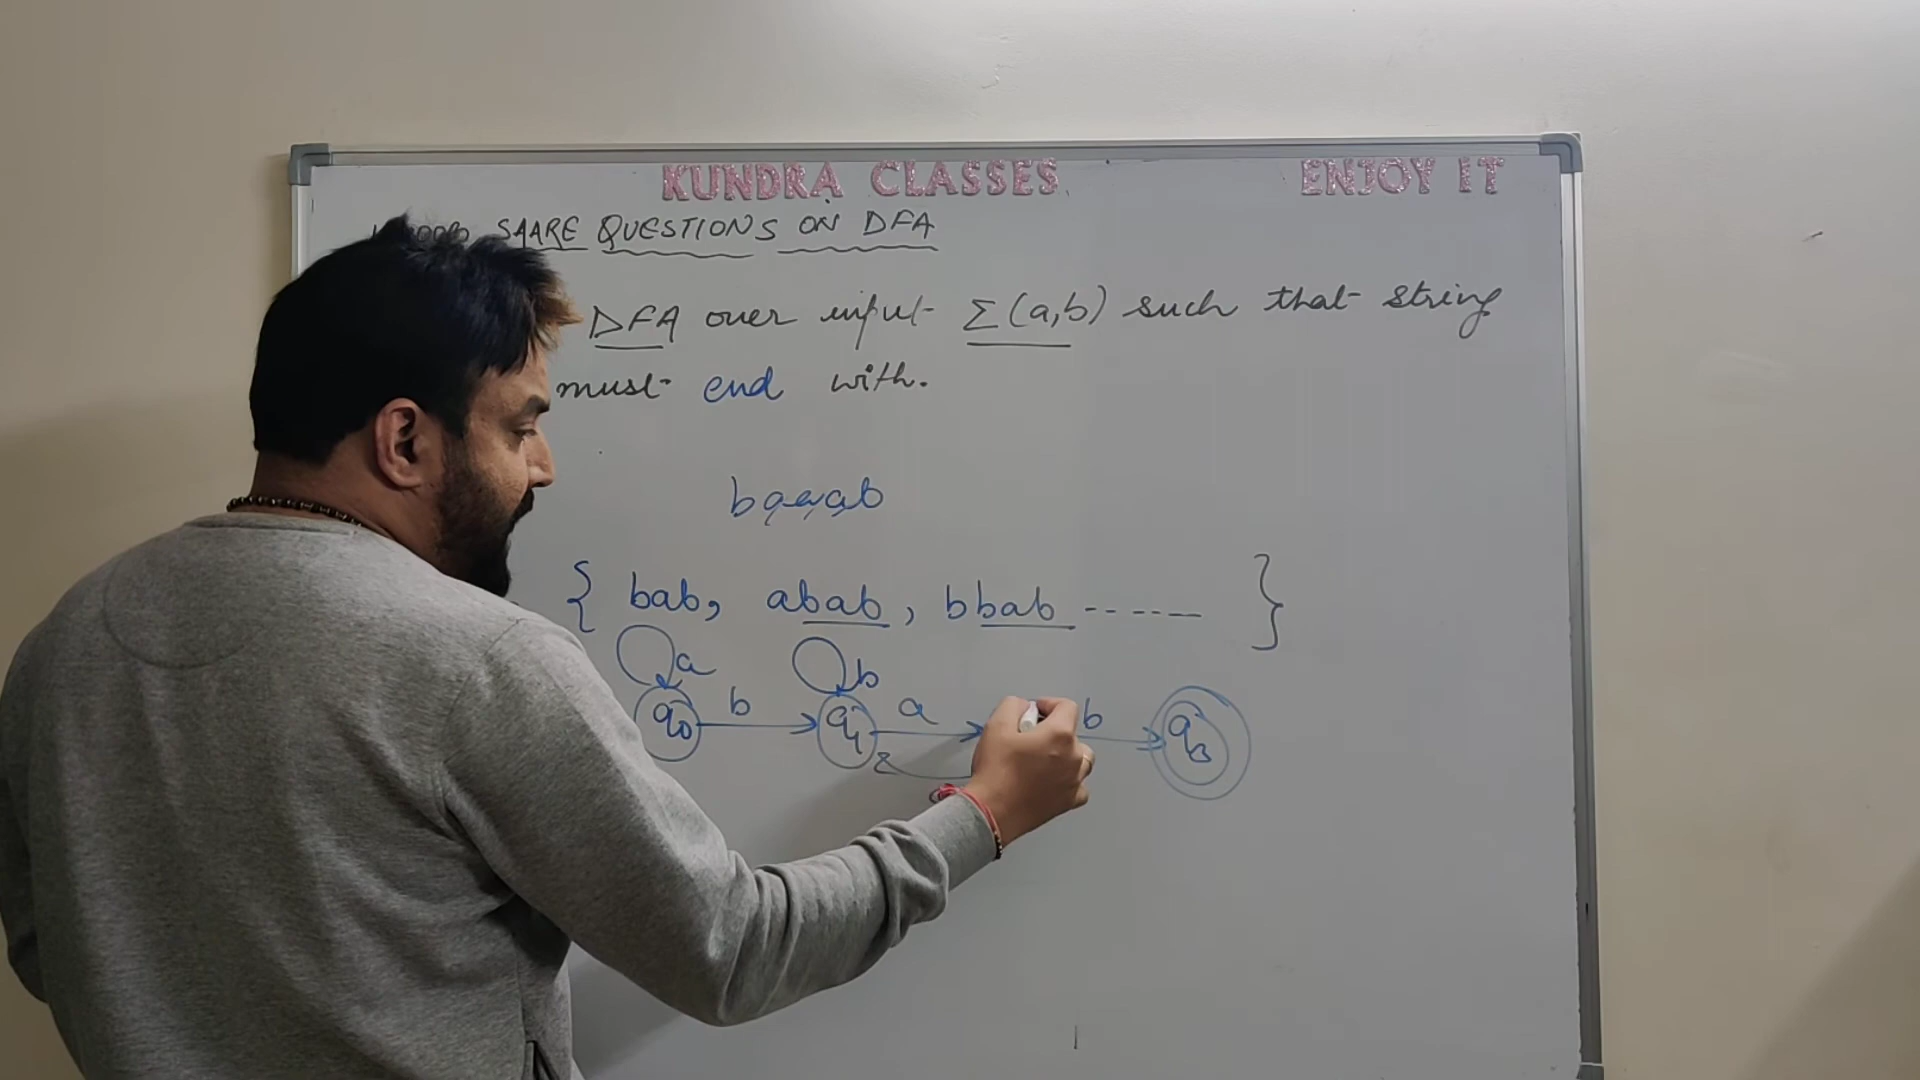 KUNDRA CLASSES ENJOY IT
SAARE QUESTIONS ON DFA
DFA over input Σ(a,b) such that string
must end with.
baaab
{ bab, abab, bbab ------ }
a b
q0 b q1 a b q3